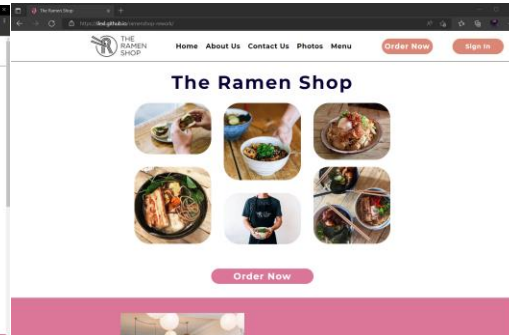 The Ramen Shop
THE
RAMEN
SHOP
Home About Us Contact Us Photos Menu
Order Now
Sign In
The Ramen Shop
Order Now